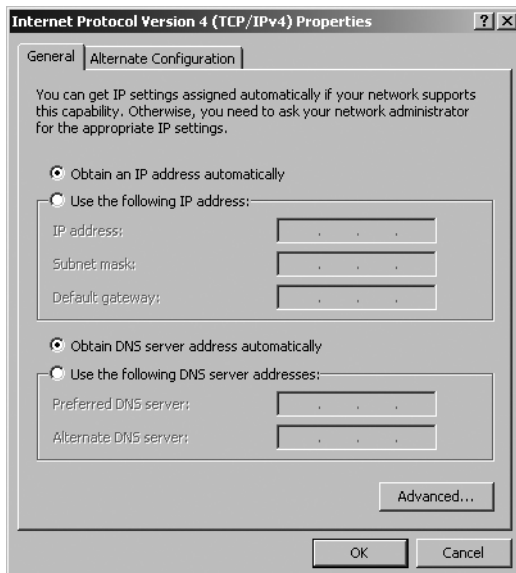 Internet Protocol Version 4 (TCP/IPv4) Properties
General
Alternate Configuration
You can get IP settings assigned automatically if your network supports
this capability. Otherwise, you need to ask your network administrator
for the appropriate IP settings.
Obtain an IP address automatically
Use the following IP address:
IP address:
Subnet mask:
Default gateway:
Obtain DNS server address automatically
Use the following DNS server addresses:
Preferred DNS server:
Alternate DNS server:
Advanced...
OK
Cancel